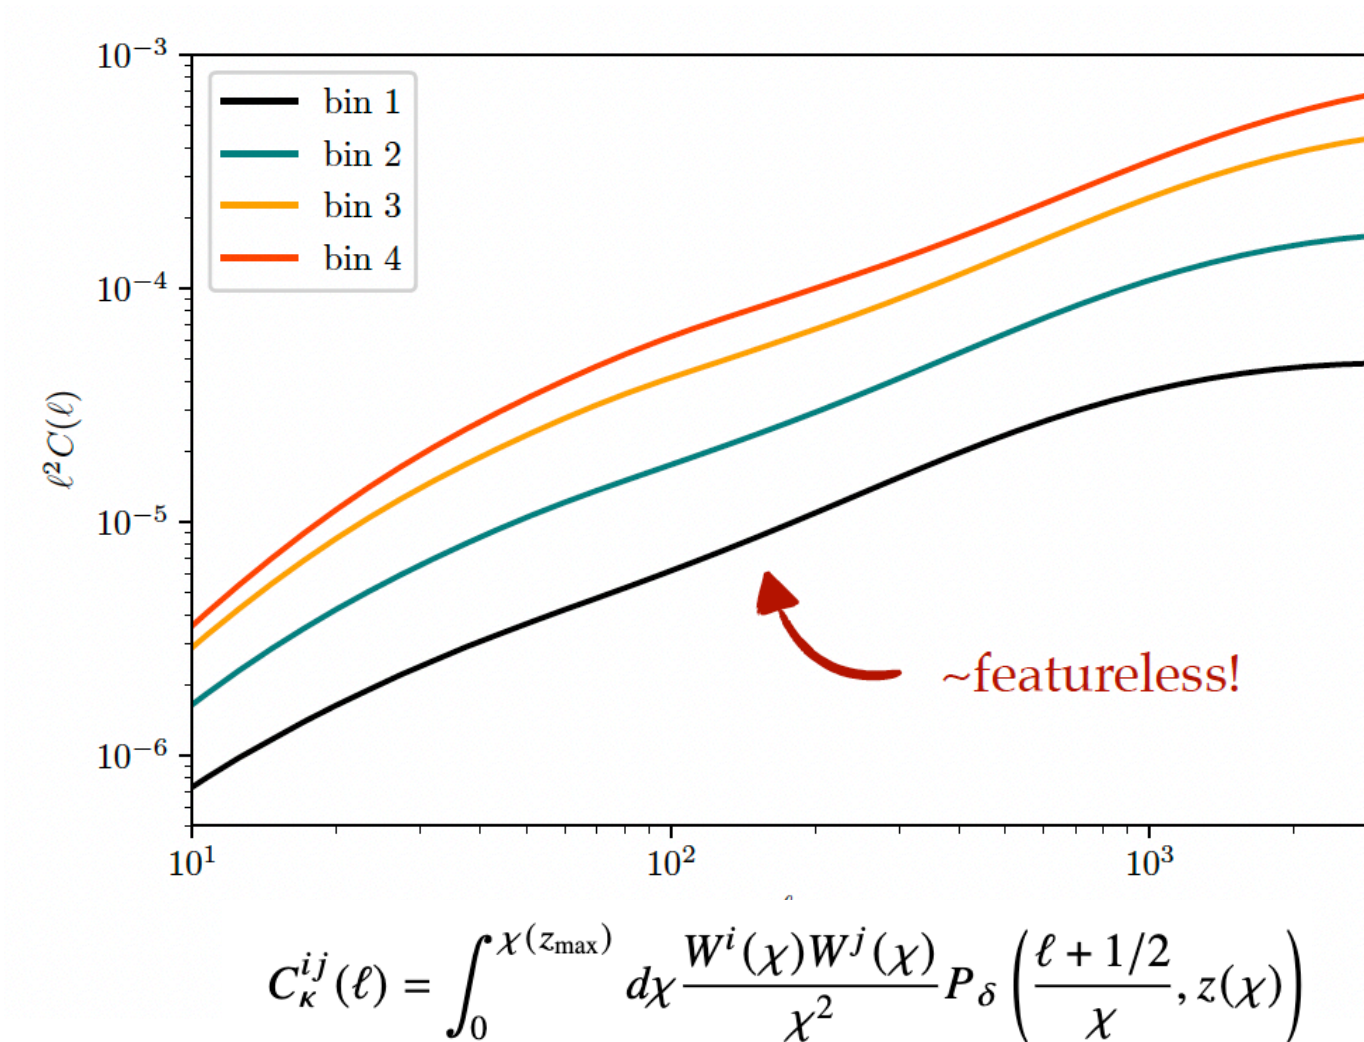 10⁻³
bin 1
bin 2
bin 3
bin 4
10⁻⁴
ℓ²C(ℓ)
10⁻⁵
~featureless!
10⁻⁶
10¹ 10² 10³
C_κ^{ij}(ℓ) = ∫_0^{χ(z_max)} dχ W^i(χ)W^j(χ)/χ² P_δ((ℓ + 1/2)/χ, z(χ))